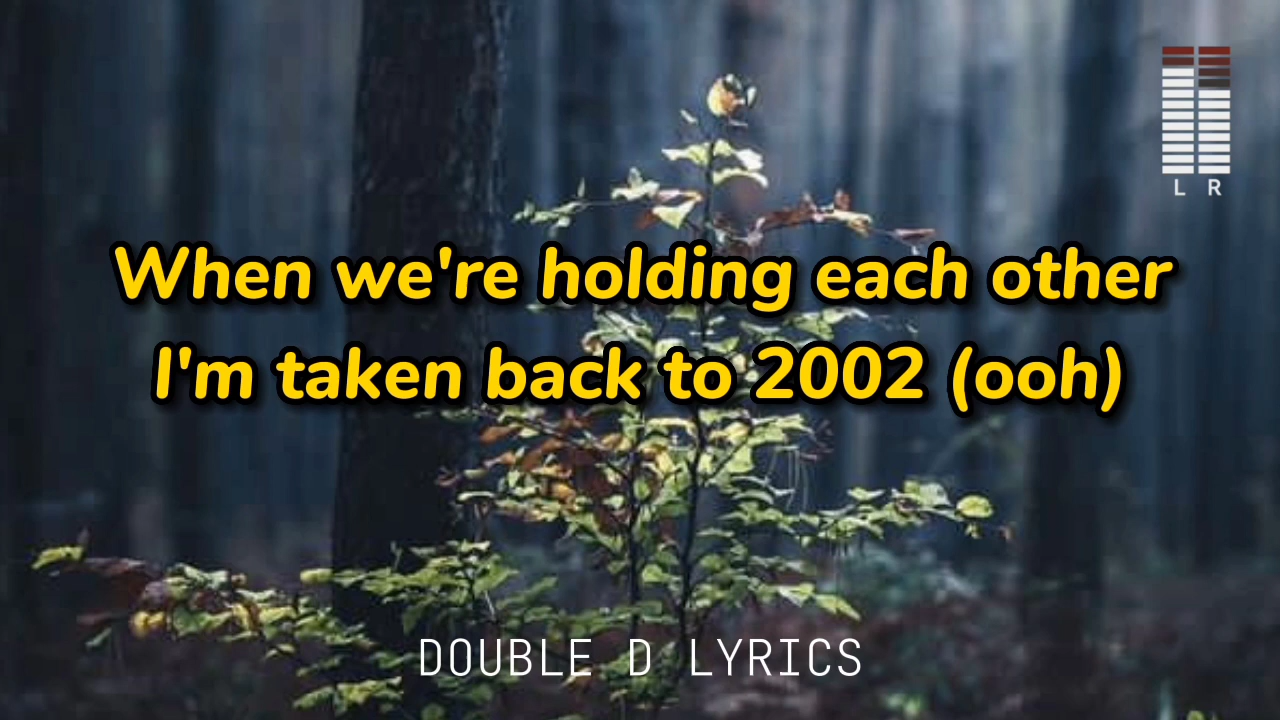 L R
When we're holding each other
I'm taken back to 2002 (ooh)
DOUBLE D LYRICS